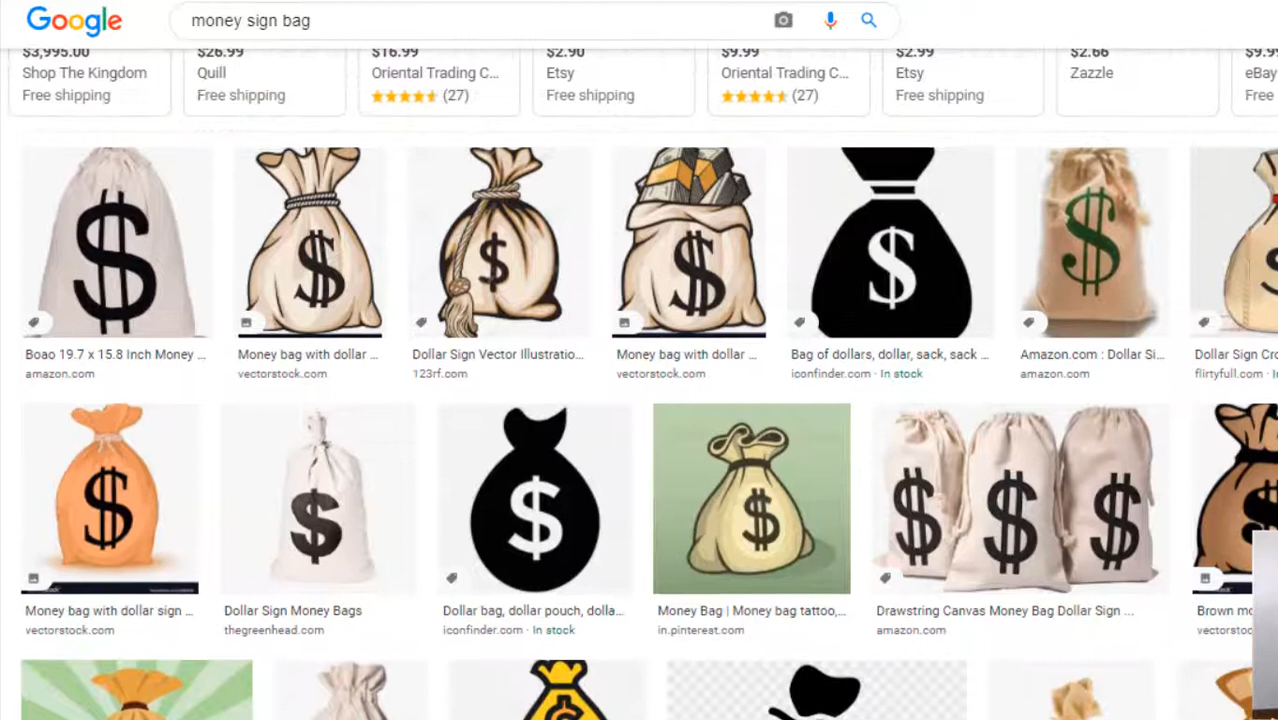 Google
money sign bag
$3,995.00
Shop The Kingdom
Free shipping
$26.99
Quill
Free shipping
$16.99
Oriental Trading C...
(27)
$2.90
Etsy
Free shipping
$9.99
Oriental Trading C...
(27)
$2.99
Etsy
Free shipping
$2.66
Zazzle
eBay
Free
$
$
$
$
$
$
Boao 19.7 x 15.8 Inch Money ...
amazon.com
Money bag with dollar ...
vectorstock.com
Dollar Sign Vector Illustratio...
123rf.com
Money bag with dollar ...
vectorstock.com
Bag of dollars, dollar, sack, sack ...
iconfinder.com · In stock
Amazon.com : Dollar Si...
amazon.com
Dollar Sign Cro
flirtyfull.com
$
$
$
$
$ $ $
Money bag with dollar sign ...
vectorstock.com
Dollar Sign Money Bags
thegreenhead.com
Dollar bag, dollar pouch, dolla...
iconfinder.com · In stock
Money Bag | Money bag tattoo,...
in.pinterest.com
Drawstring Canvas Money Bag Dollar Sign ...
amazon.com
Brown mo
vectorsto